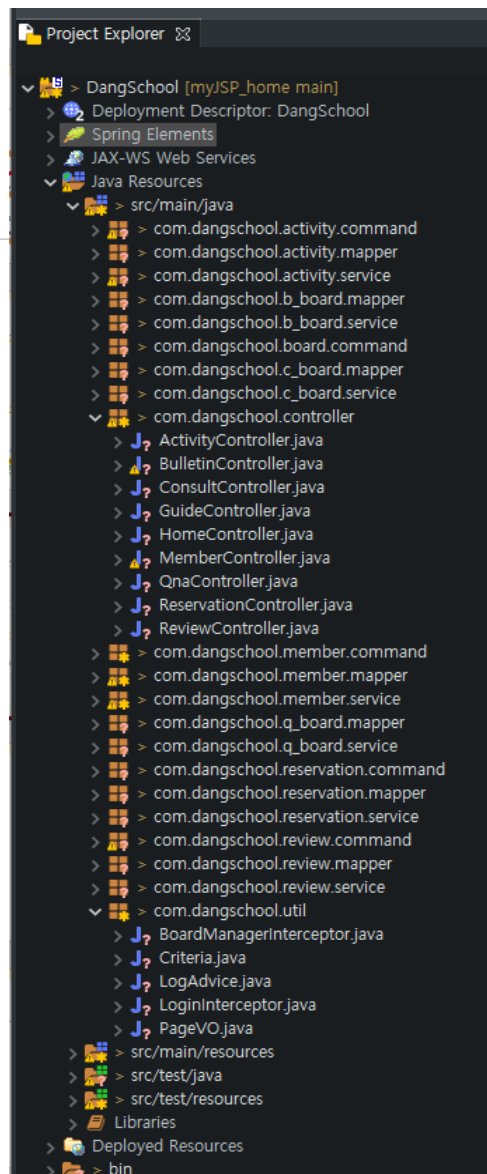 Project Explorer
> DangSchool [myJSP_home main]
Deployment Descriptor: DangSchool
Spring Elements
JAX-WS Web Services
Java Resources
> src/main/java
> com.dangschool.activity.command
> com.dangschool.activity.mapper
> com.dangschool.activity.service
> com.dangschool.b_board.mapper
> com.dangschool.b_board.service
> com.dangschool.board.command
> com.dangschool.c_board.mapper
> com.dangschool.c_board.service
> com.dangschool.controller
ActivityController.java
BulletinController.java
ConsultController.java
GuideController.java
HomeController.java
MemberController.java
QnaController.java
ReservationController.java
ReviewController.java
> com.dangschool.member.command
> com.dangschool.member.mapper
> com.dangschool.member.service
> com.dangschool.q_board.mapper
> com.dangschool.q_board.service
> com.dangschool.reservation.command
> com.dangschool.reservation.mapper
> com.dangschool.reservation.service
> com.dangschool.review.command
> com.dangschool.review.mapper
> com.dangschool.review.service
> com.dangschool.util
BoardManagerInterceptor.java
Criteria.java
LogAdvice.java
LoginInterceptor.java
PageVO.java
> src/main/resources
> src/test/java
> src/test/resources
Libraries
Deployed Resources
> bin